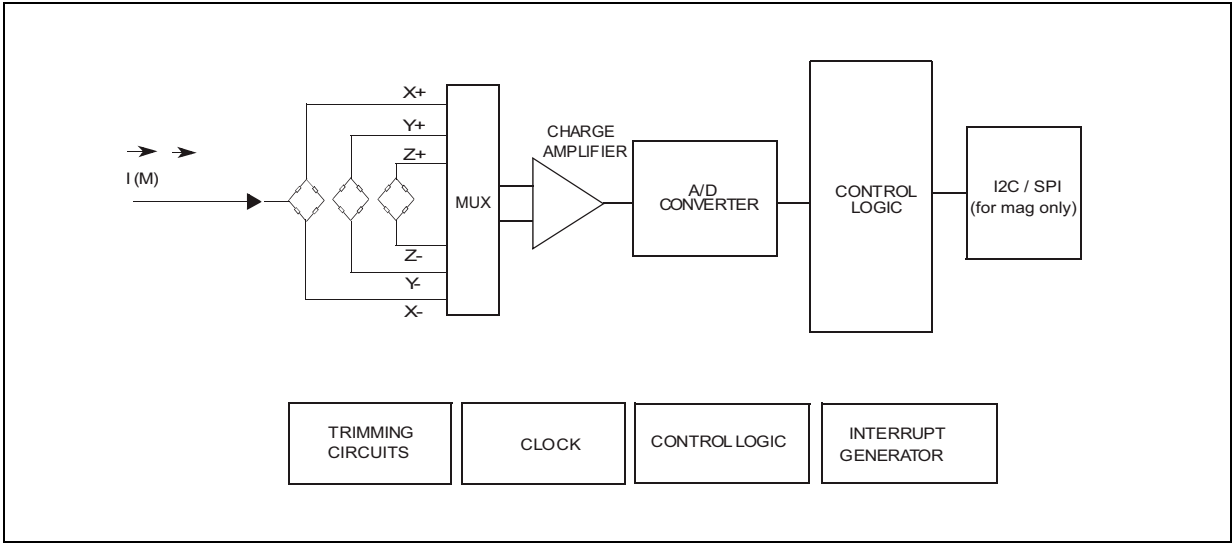 X+
Y+
Z+
I (M)
MUX
Z-
Y-
X-
CHARGE
AMPLIFIER
A/D
CONVERTER
CONTROL
LOGIC
I2C / SPI
(for mag only)
TRIMMING
CIRCUITS
CLOCK
CONTROL LOGIC
INTERRUPT
GENERATOR